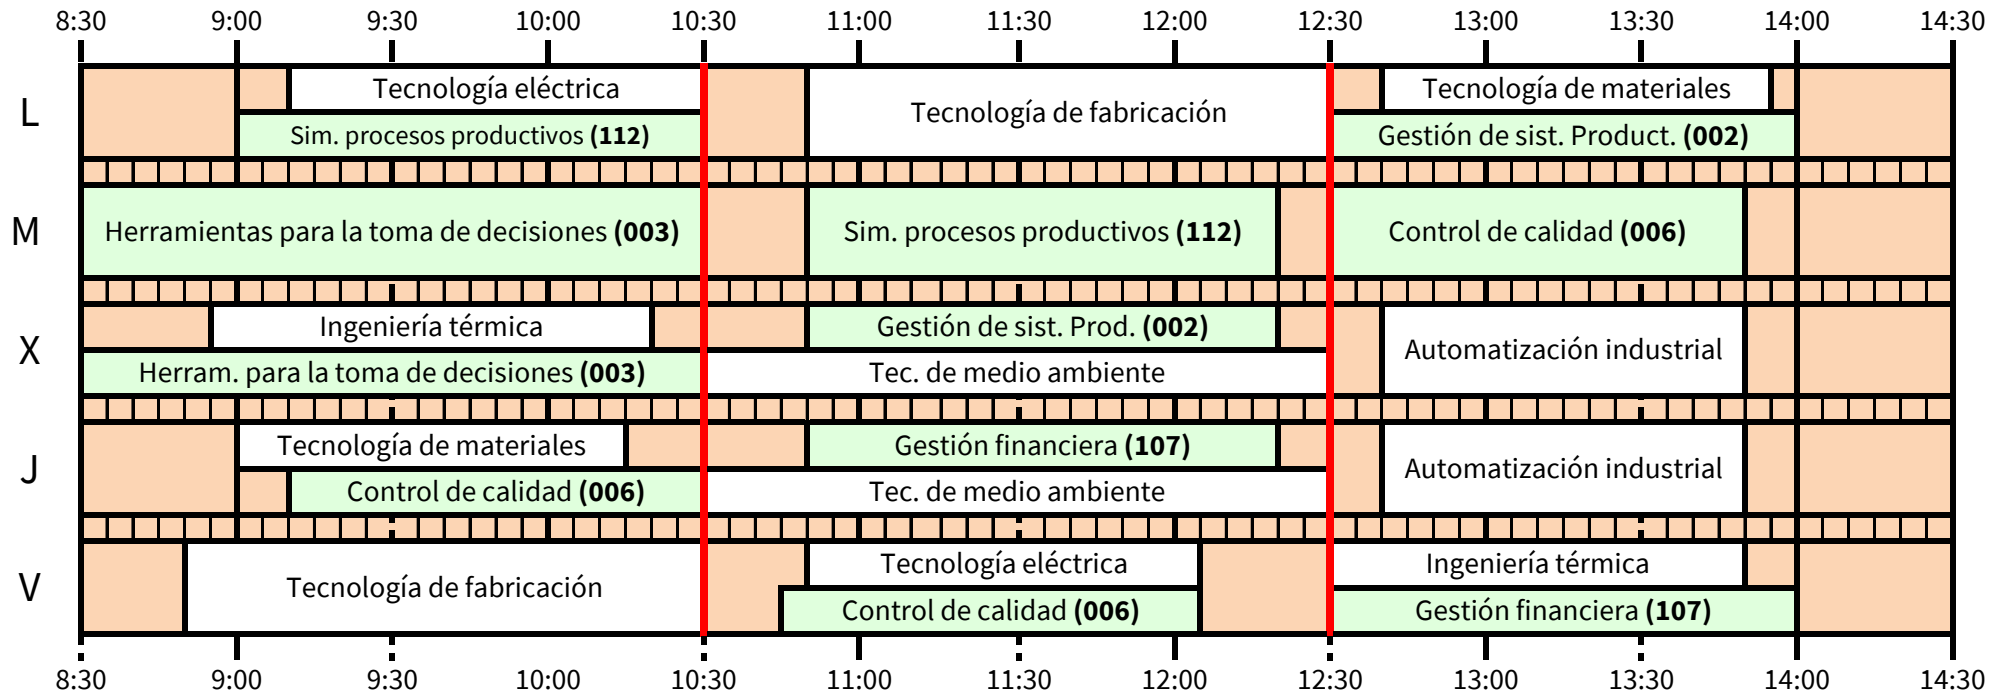 8:30 9:00 9:30 10:00 10:30 11:00 11:30 12:00 12:30 13:00 13:30 14:00 14:30
L
Tecnología eléctrica
Sim. procesos productivos (112)
Tecnología de fabricación
Tecnología de materiales
Gestión de sist. Product. (002)
M
Herramientas para la toma de decisiones (003)
Sim. procesos productivos (112)
Control de calidad (006)
X
Ingeniería térmica
Herram. para la toma de decisiones (003)
Gestión de sist. Prod. (002)
Tec. de medio ambiente
Automatización industrial
J
Tecnología de materiales
Control de calidad (006)
Gestión financiera (107)
Tec. de medio ambiente
Automatización industrial
V
Tecnología de fabricación
Tecnología eléctrica
Control de calidad (006)
Ingeniería térmica
Gestión financiera (107)
8:30 9:00 9:30 10:00 10:30 11:00 11:30 12:00 12:30 13:00 13:30 14:00 14:30